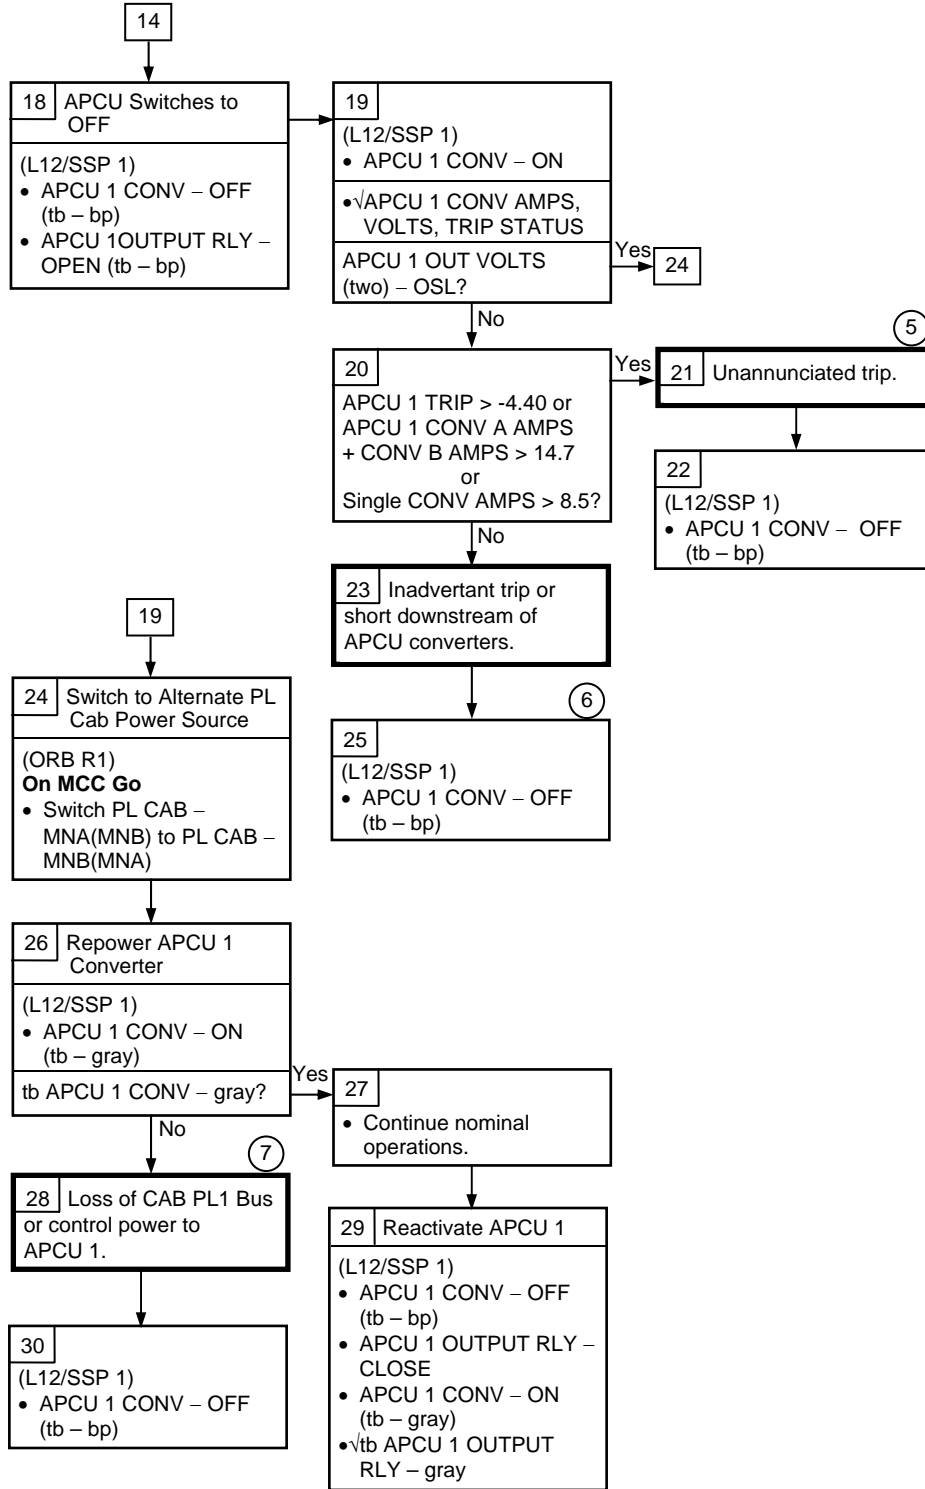 14
18 APCU Switches to
OFF
(L12/SSP 1)
• APCU 1 CONV – OFF
(tb – bp)
• APCU 1OUTPUT RLY –
OPEN (tb – bp)
19
(L12/SSP 1)
• APCU 1 CONV – ON
•√APCU 1 CONV AMPS,
VOLTS, TRIP STATUS
APCU 1 OUT VOLTS
(two) – OSL?
Yes
24
No
20
APCU 1 TRIP > -4.40 or
APCU 1 CONV A AMPS
+ CONV B AMPS > 14.7
or
Single CONV AMPS > 8.5?
Yes
5
21 Unannunciated trip.
22
(L12/SSP 1)
• APCU 1 CONV – OFF
(tb – bp)
No
23 Inadvertant trip or
short downstream of
APCU converters.
6
25
(L12/SSP 1)
• APCU 1 CONV – OFF
(tb – bp)
19
24 Switch to Alternate PL
Cab Power Source
(ORB R1)
On MCC Go
• Switch PL CAB –
MNA(MNB) to PL CAB –
MNB(MNA)
26 Repower APCU 1
Converter
(L12/SSP 1)
• APCU 1 CONV – ON
(tb – gray)
tb APCU 1 CONV – gray?
Yes
27
• Continue nominal
operations.
No
7
28 Loss of CAB PL1 Bus
or control power to
APCU 1.
29 Reactivate APCU 1
(L12/SSP 1)
• APCU 1 CONV – OFF
(tb – bp)
• APCU 1 OUTPUT RLY –
CLOSE
• APCU 1 CONV – ON
(tb – gray)
•√tb APCU 1 OUTPUT
RLY – gray
30
(L12/SSP 1)
• APCU 1 CONV – OFF
(tb – bp)